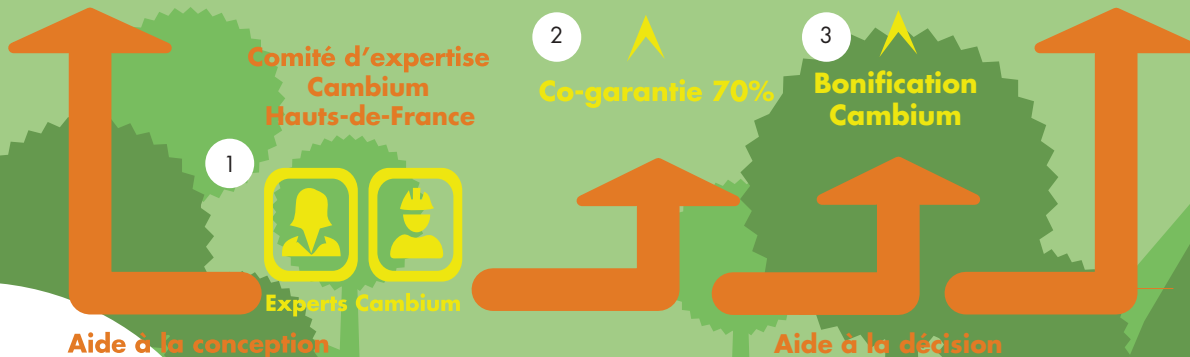 1
Comité d'expertise
Cambium
Hauts-de-France
Experts Cambium
2
Co-garantie 70%
3
Bonification
Cambium
Aide à la conception
Aide à la décision